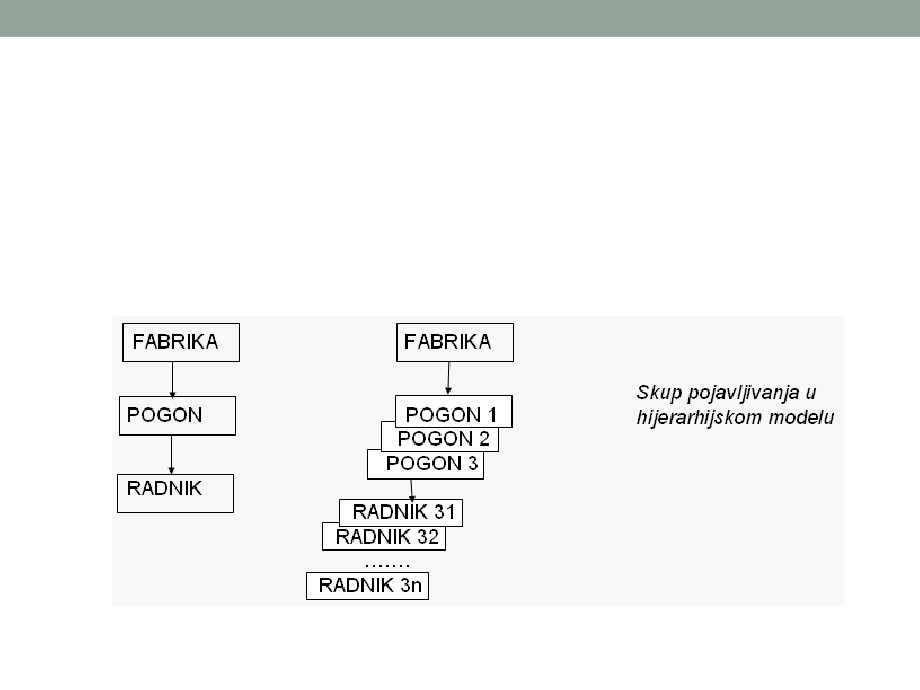 FABRIKA
POGON
RADNIK
FABRIKA
POGON 1
POGON 2
POGON 3
RADNIK 31
RADNIK 32
.......
RADNIK 3n
Skup pojavljivanja u
hijerarhijskom modelu